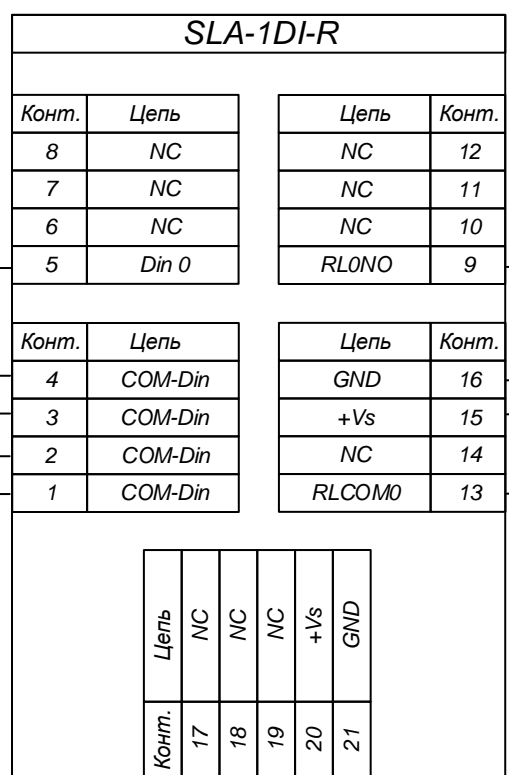 SLA-1DI-R
Конт. Цепь
8 NC
7 NC
6 NC
5 Din 0
Цепь Конт.
NC 12
NC 11
NC 10
RL0NO 9
Конт. Цепь
4 COM-Din
3 COM-Din
2 COM-Din
1 COM-Din
Цепь Конт.
GND 16
+Vs 15
NC 14
RLCOM0 13
Конт. Цепь
17 NC
18 NC
19 NC
20 +Vs
21 GND